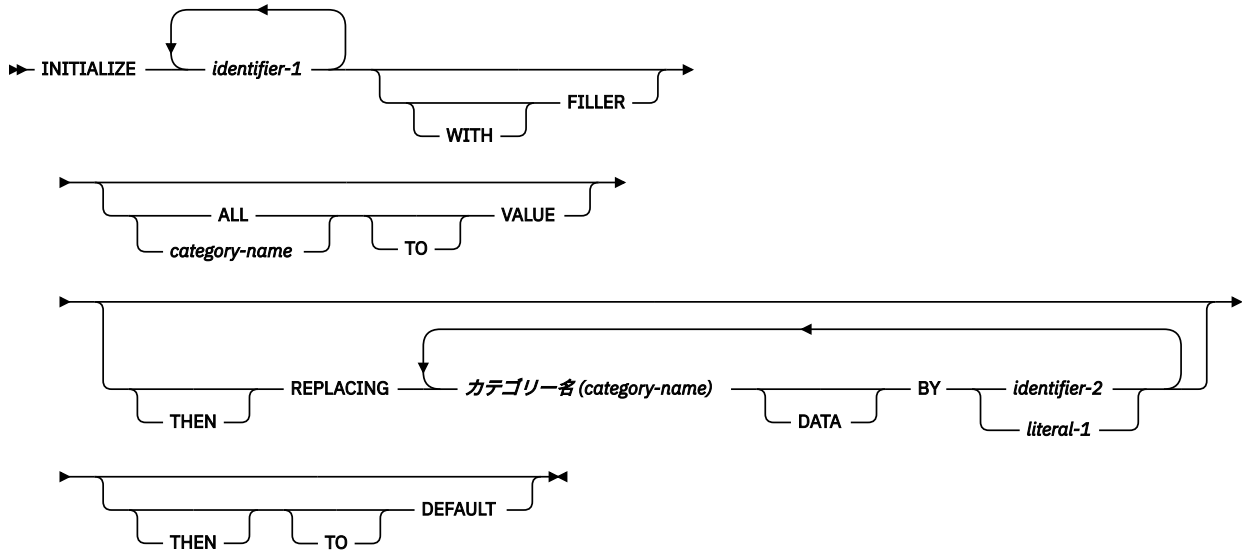 INITIALIZE identifier-1
FILLER
WITH
ALL VALUE
category-name TO
REPLACING カテゴリー名 (category-name) BY identifier-2
THEN DATA literal-1
DEFAULT
THEN TO